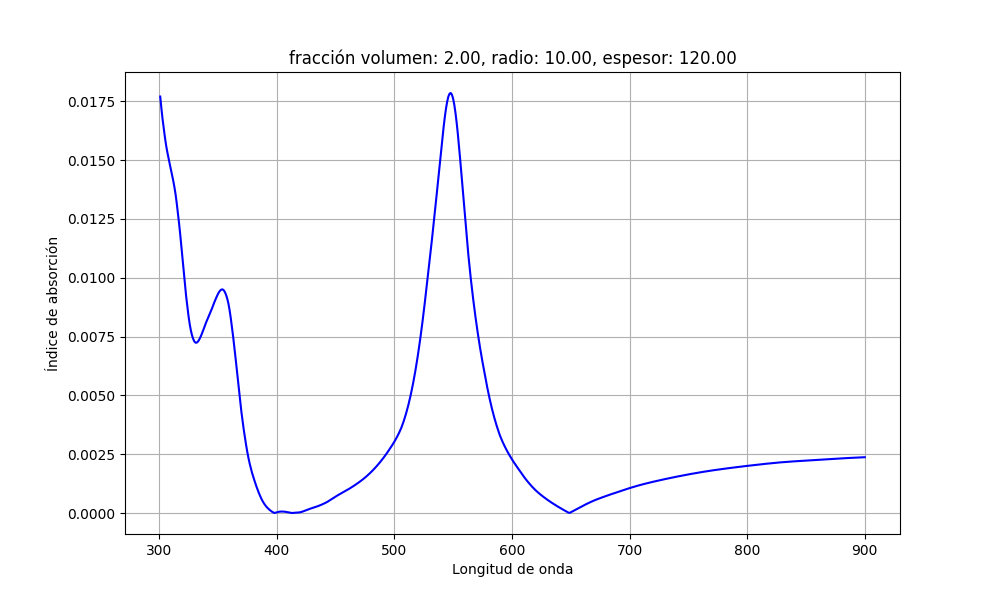 fracción volumen: 2.00, radio: 10.00, espesor: 120.00
Índice de absorción
0.0175
0.0150
0.0125
0.0100
0.0075
0.0050
0.0025
0.0000
300 400 500 600 700 800 900
Longitud de onda